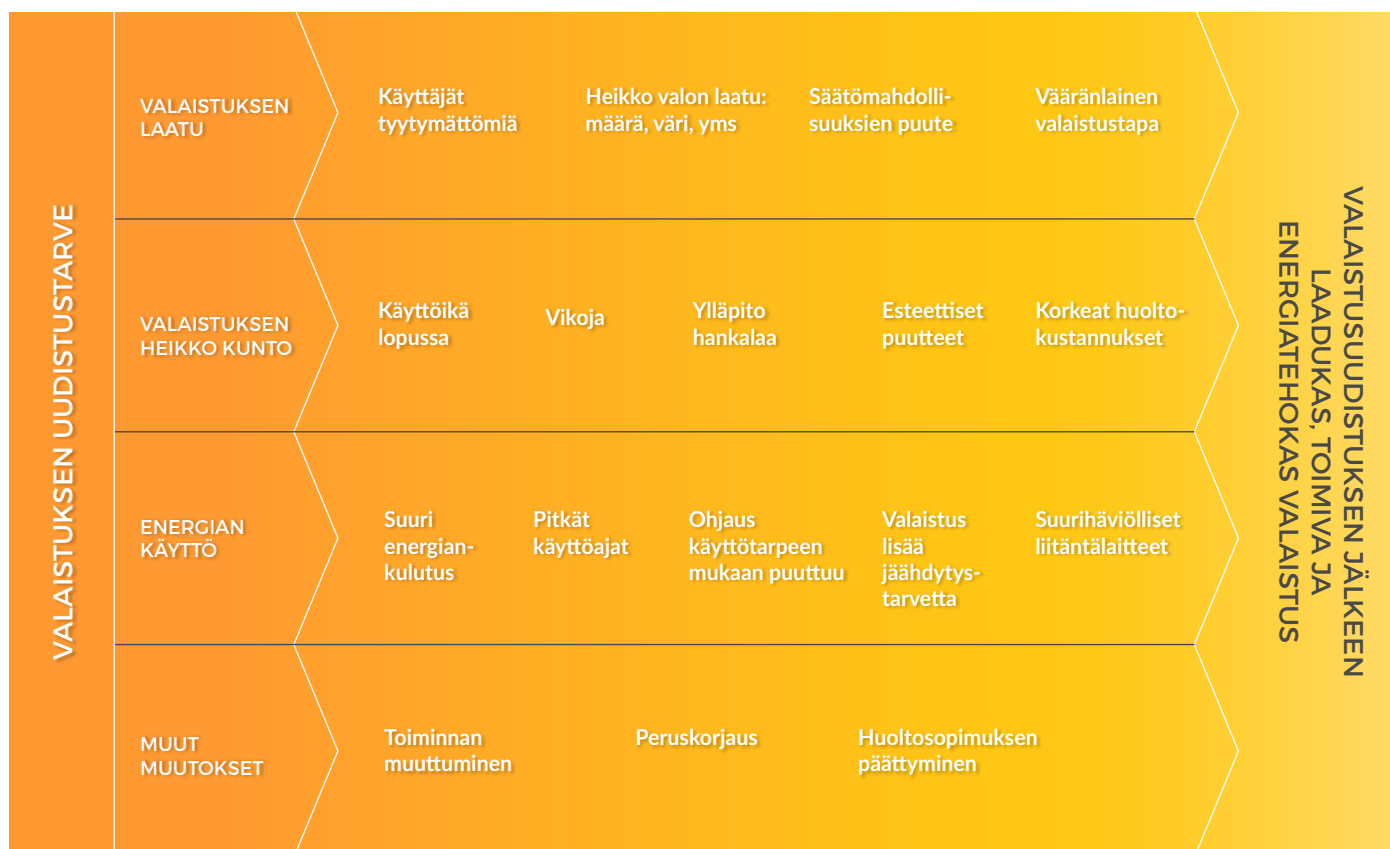 VALAISTUKSEN UUDISTUSTARVE
VALAISTUKSEN
LAATU
Käyttäjät
tyytymättömiä
Heikko valon laatu:
määrä, väri, yms
Säätömahdolli-
suuksien puute
Vääränlainen
valaistustapa
VALAISTUKSEN
HEIKKO KUNTO
Käyttöikä
lopussa
Vikoja
Ylläpito
hankalaa
Esteettiset
puutteet
Korkeat huolto-
kustannukset
ENERGIAN
KÄYTTÖ
Suuri
energian-
kulutus
Pitkät
käyttöajat
Ohjaus
käyttötarpeen
mukaan puuttuu
Valaistus
lisää
jäähdytys-
tarvetta
Suurihäviölliset
liitäntälaitteet
MUUT
MUUTOKSET
Toiminnan
muuttuminen
Peruskorjaus
Huoltosopimuksen
päättyminen
VALAISTUSUUDISTUKSEN JÄLKEEN
LAADUKAS, TOIMIVA JA
ENERGIATEHOKAS VALAISTUS